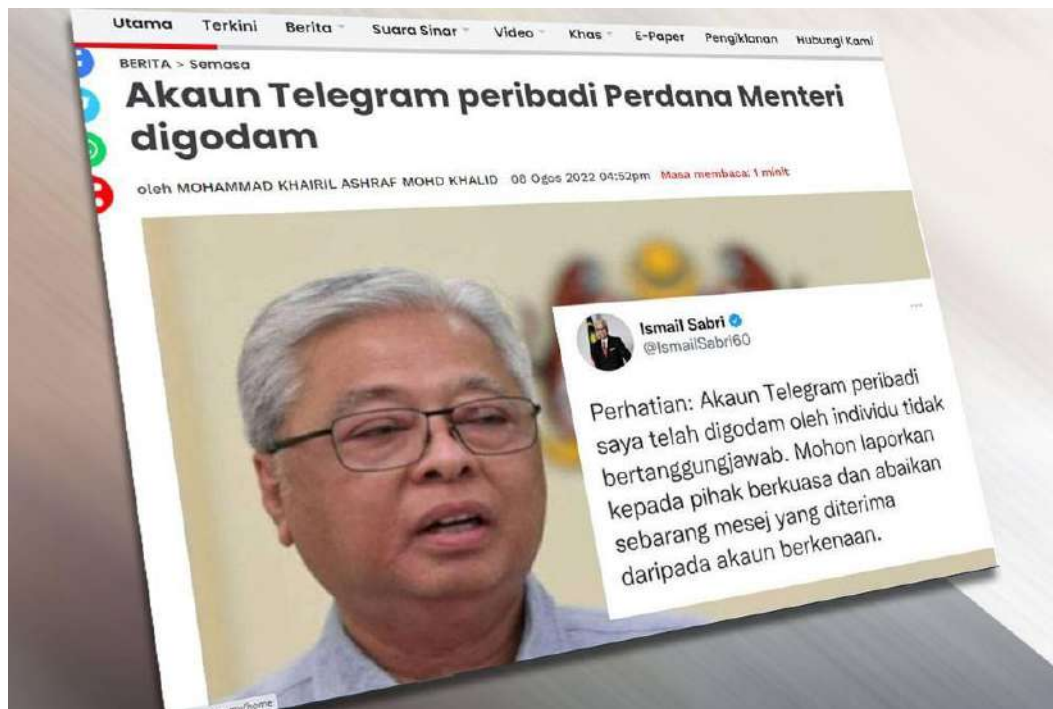 Utama Terkini Berita Suara Sinar Video Khas E-Paper Pengiklanan Hubungi Kami
BERITA > Semasa
Akaun Telegram peribadi Perdana Menteri
digodam
oleh MOHAMMAD KHAIRIL ASHRAF MOHD KHALID 08 Ogos 2022 04:52pm Masa membaca: 1 minit
Ismail Sabri
@IsmailSabri60
Perhatian: Akaun Telegram peribadi
saya telah digodam oleh individu tidak
bertanggungjawab. Mohon laporkan
kepada pihak berkuasa dan abaikan
sebarang mesej yang diterima
daripada akaun berkenaan.